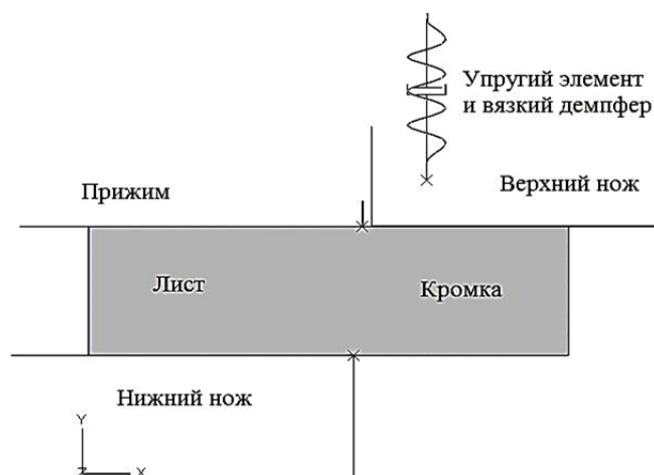 Упругий элемент
и вязкий демпфер
Прижим
Верхний нож
Лист
Кромка
Нижний нож
Y
Z
X